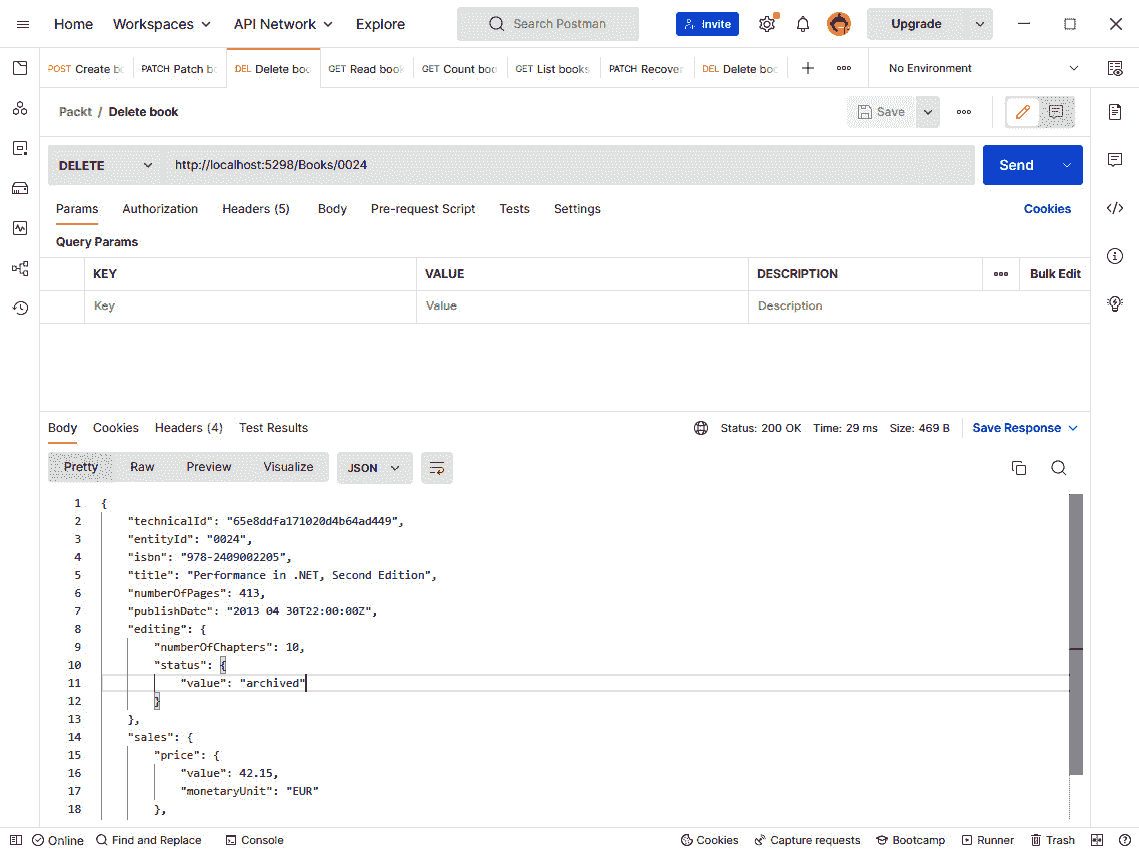 Home Workspaces API Network Explore Search Postman Invite Upgrade
POST Create bo PATCH Patch bo DEL Delete boo GET Read book GET Count boo GET List books PATCH Recover DEL Delete boo No Environment
Packt / Delete book Save
DELETE http://localhost:5298/Books/0024 Send
Params Authorization Headers (5) Body Pre-request Script Tests Settings Cookies
Query Params
KEY VALUE DESCRIPTION Bulk Edit
Key Value Description
Body Cookies Headers (4) Test Results Status: 200 OK Time: 29 ms Size: 469 B Save Response
Pretty Raw Preview Visualize JSON
1 {
2 "technicalId": "65e8ddfa171020d4b64ad449",
3 "entityId": "0024",
4 "isbn": "978-2409002205",
5 "title": "Performance in .NET, Second Edition",
6 "numberOfPages": 413,
7 "publishDate": "2013 04 30T22:00:00Z",
8 "editing": {
9 "numberOfChapters": 10,
10 "status": {
11 "value": "archived"
12 }
13 },
14 "sales": {
15 "price": {
16 "value": 42.15,
17 "monetaryUnit": "EUR"
18 },
Online Find and Replace Console Cookies Capture requests Bootcamp Runner Trash